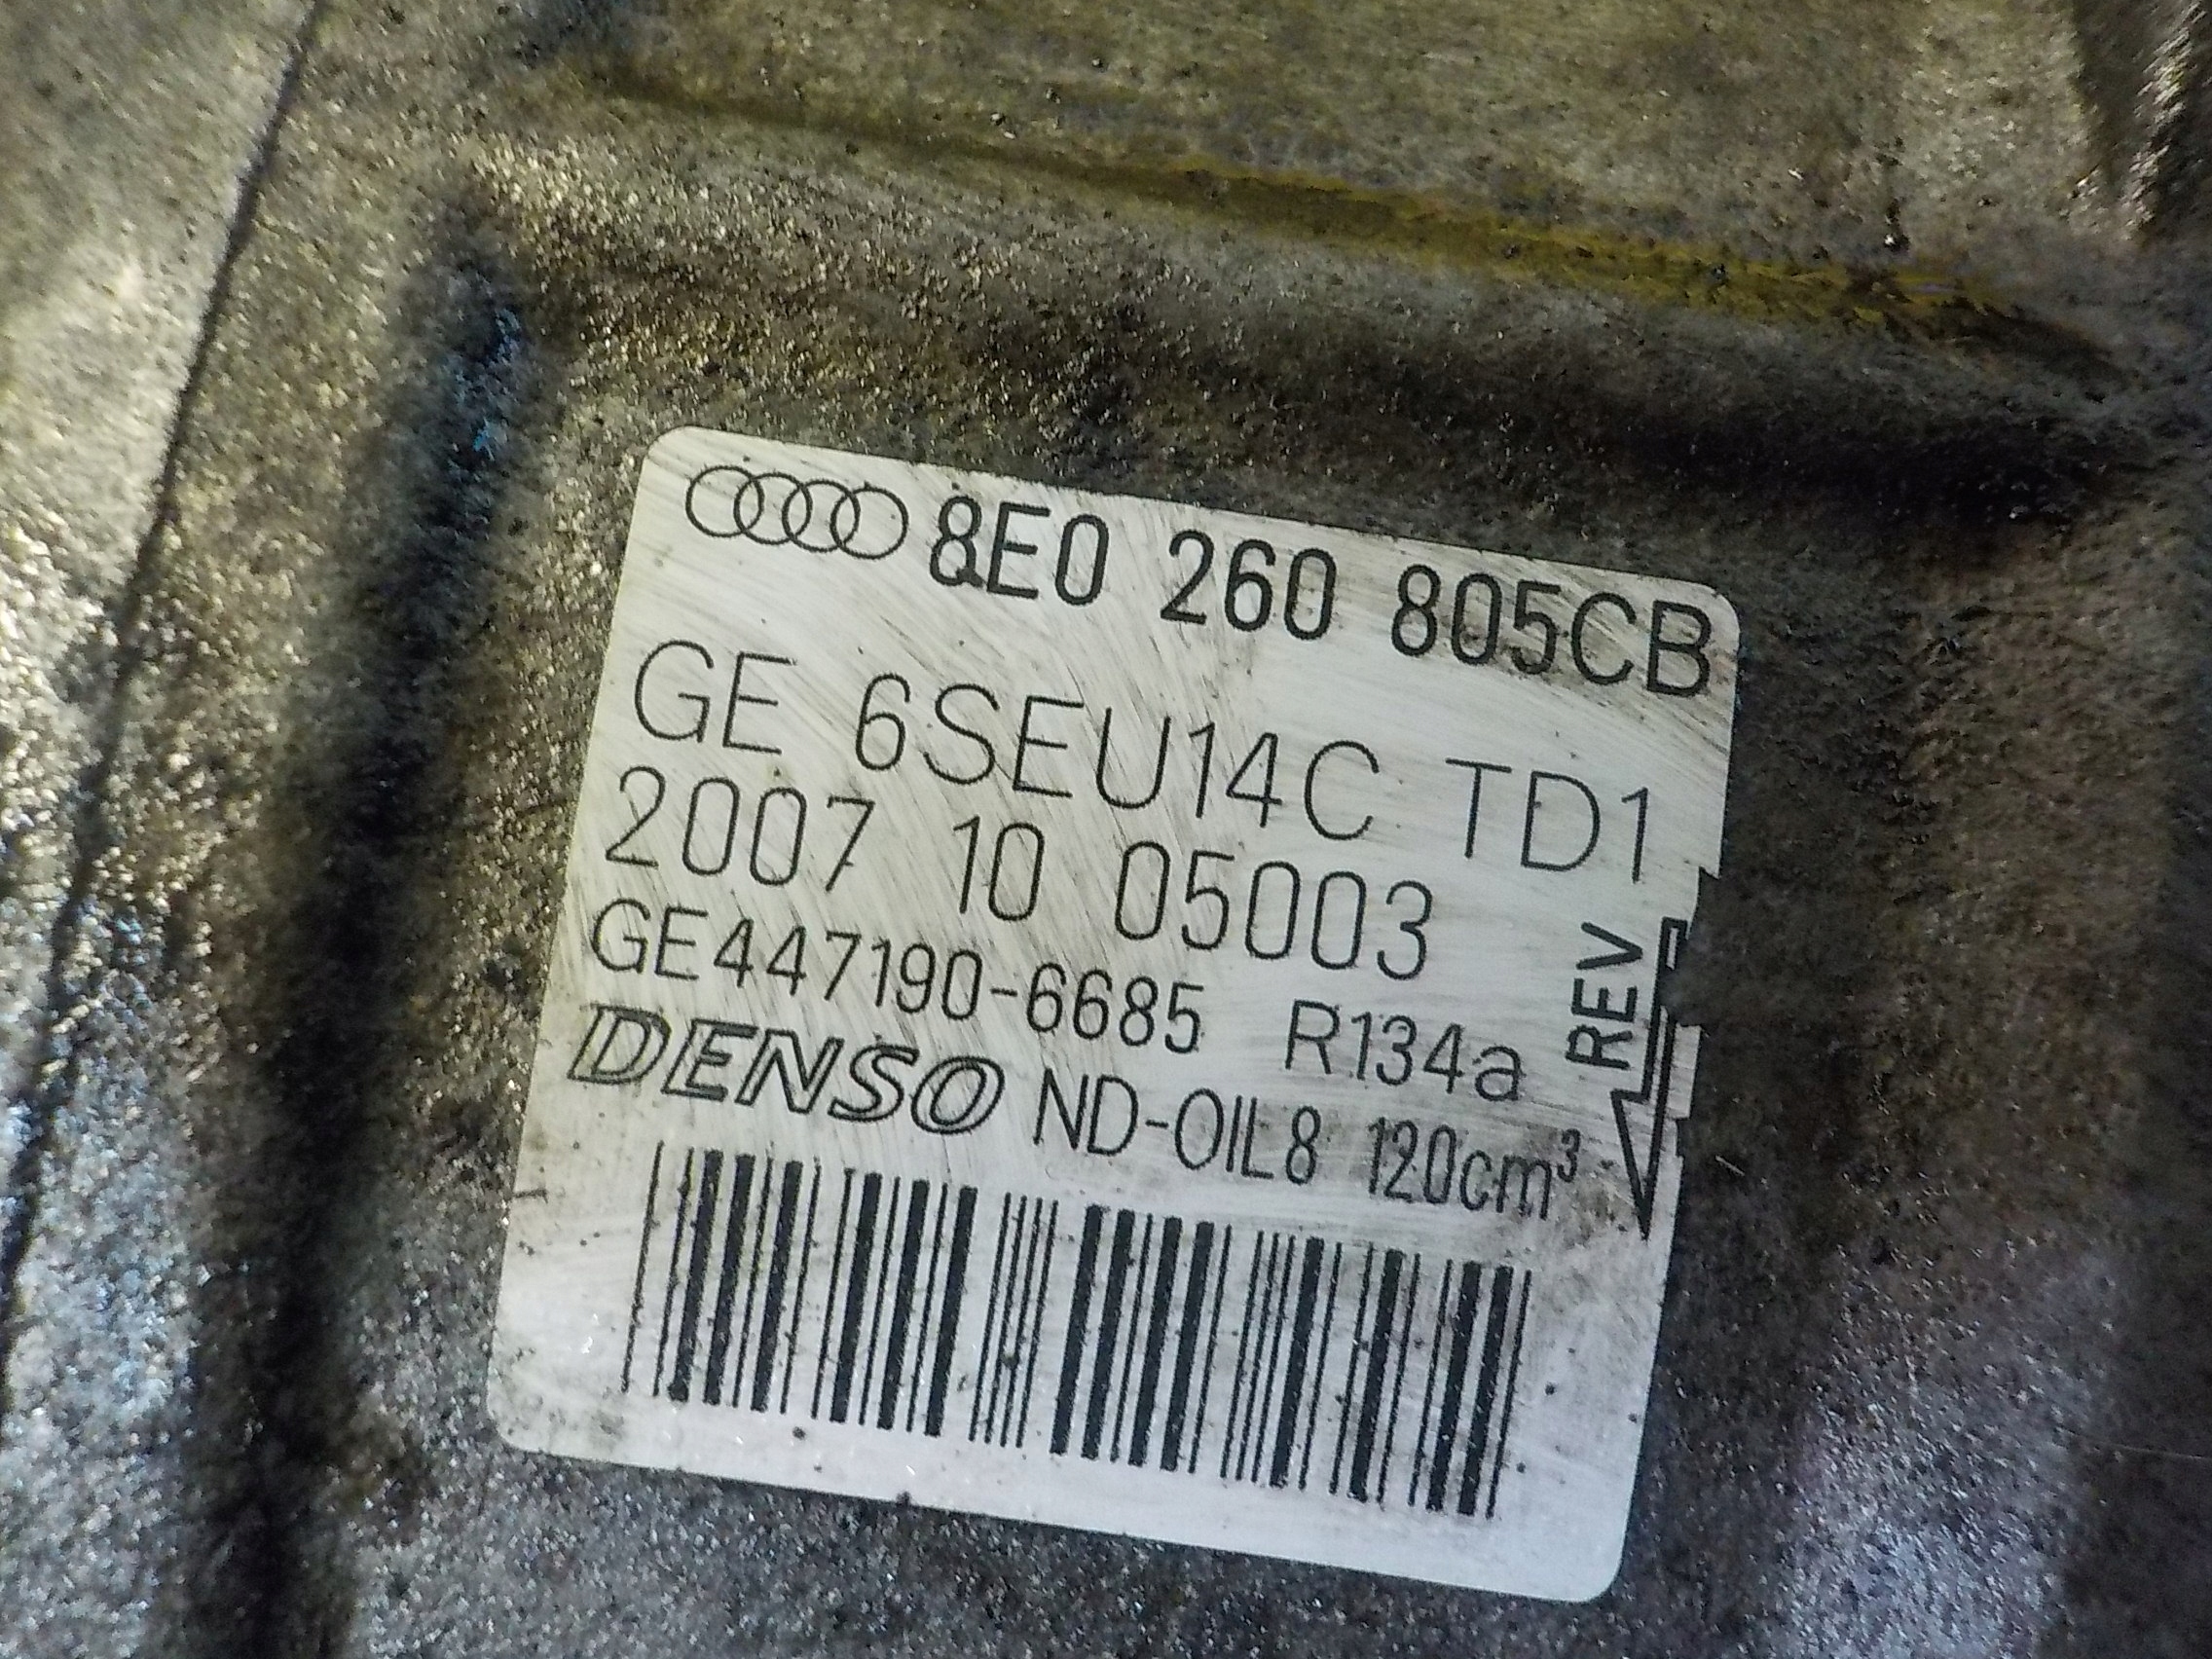 8E0 260 805CB
GE 6SEU14C TD1
2007 10 05003
GE447190-6685 R134a
DENSO ND-OIL8 120cm³
REV